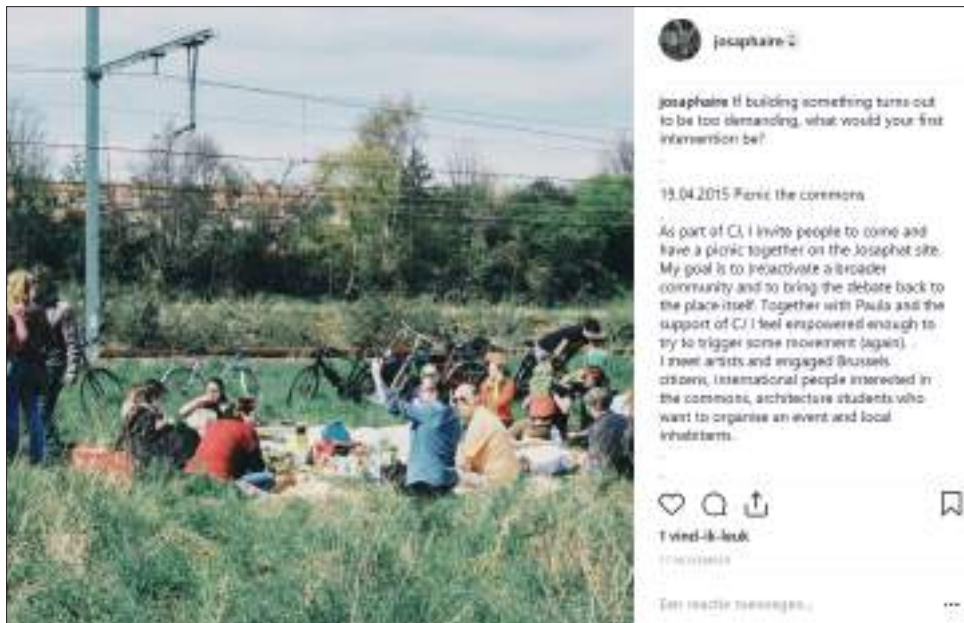 josaphaire
josaphaire If building something turns out
to be too demanding, what would your first
intervention be?
19.04.2015 Picnic the commons
As part of CJ, I invite people to come and
have a picnic together on the Josaphat site.
My goal is to (re)activate a broader
community and to bring the debate back to
the place itself. Together with Paula and the
support of CJ I feel empowered enough to
try to trigger some movement (again).
I meet artists and engaged Brussels
citizens, international people interested in
the commons, architecture students who
want to organise an event and local
inhabitants.
1 vind-ik-leuk
Een reactie toevoegen...